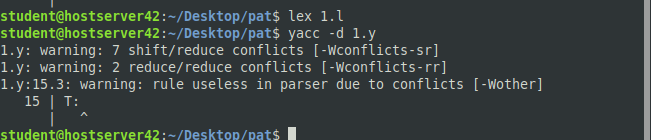 student@hostserver42:~/Desktop/pat$ lex 1.l
student@hostserver42:~/Desktop/pat$ yacc -d 1.y
1.y: warning: 7 shift/reduce conflicts [-Wconflicts-sr]
1.y: warning: 2 reduce/reduce conflicts [-Wconflicts-rr]
1.y:15.3: warning: rule useless in parser due to conflicts [-Wother]
   15 | T:
      |   ^
student@hostserver42:~/Desktop/pat$